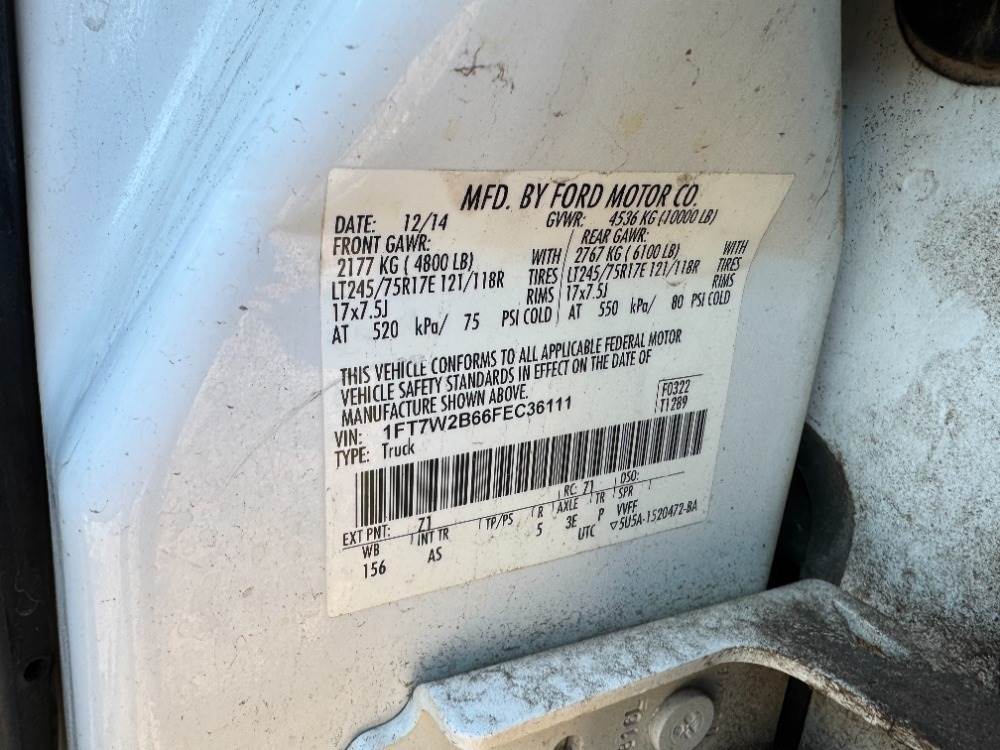 MFD. BY FORD MOTOR CO.
DATE: 12/14 GVWR: 4536 KG (10000 LB)
FRONT GAWR: REAR GAWR:
2177 KG ( 4800 LB) WITH 2767 KG ( 6100 LB) WITH
LT245/75R17E 121/118R TIRES LT245/75R17E 121/118R TIRES
17x7.5J RIMS 17x7.5J RIMS
AT 520 kPa/ 75 PSI COLD AT 550 kPa/ 80 PSI COLD
THIS VEHICLE CONFORMS TO ALL APPLICABLE FEDERAL MOTOR
VEHICLE SAFETY STANDARDS IN EFFECT ON THE DATE OF
MANUFACTURE SHOWN ABOVE.
VIN: 1FT7W2B66FEC36111
TYPE: Truck
F0322
T1289
RC: 71 DSO:
EXT PNT: 71
WB INT TR TP/PS R AXLE TR SPR
156 AS 5 3E P VVFF
UTC ▽5U5A-1520472-BA